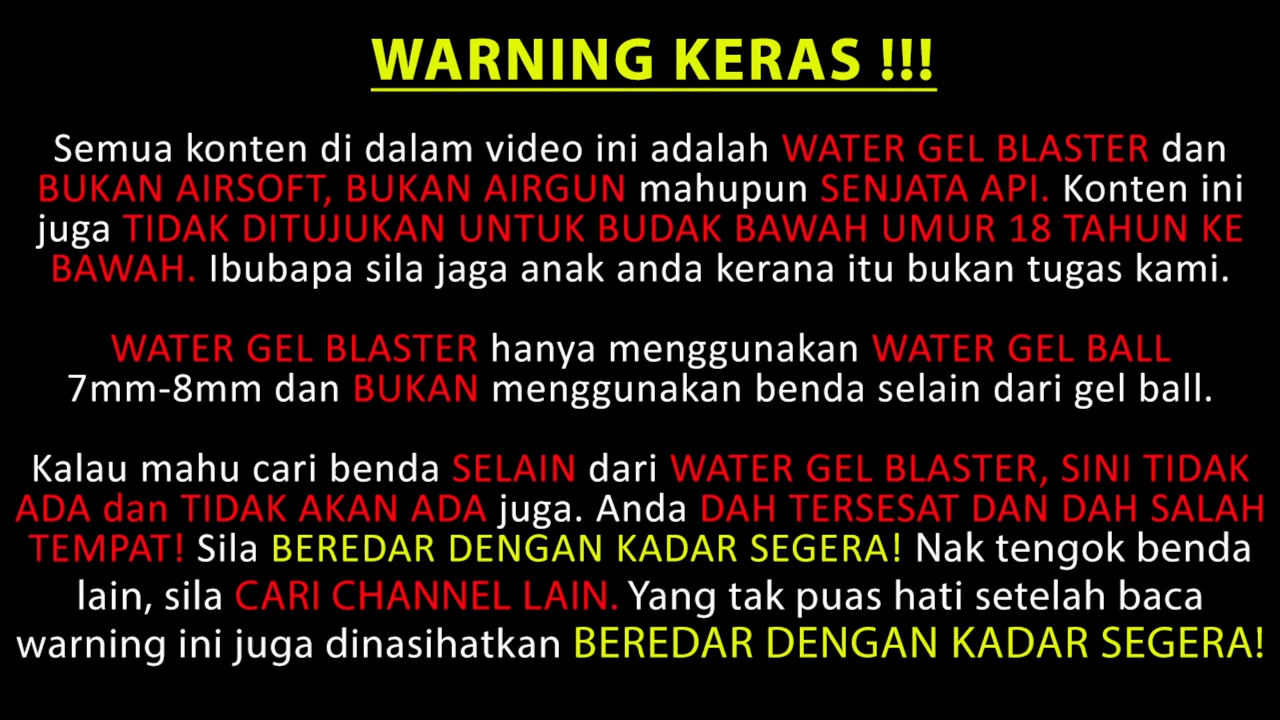 WARNING KERAS !!!
Semua konten di dalam video ini adalah WATER GEL BLASTER dan
BUKAN AIRSOFT, BUKAN AIRGUN mahupun SENJATA API. Konten ini
juga TIDAK DITUJUKAN UNTUK BUDAK BAWAH UMUR 18 TAHUN KE
BAWAH. Ibubapa sila jaga anak anda kerana itu bukan tugas kami.
WATER GEL BLASTER hanya menggunakan WATER GEL BALL
7mm-8mm dan BUKAN menggunakan benda selain dari gel ball.
Kalau mahu cari benda SELAIN dari WATER GEL BLASTER, SINI TIDAK
ADA dan TIDAK AKAN ADA juga. Anda DAH TERSESAT DAN DAH SALAH
TEMPAT! Sila BEREDAR DENGAN KADAR SEGERA! Nak tengok benda
lain, sila CARI CHANNEL LAIN. Yang tak puas hati setelah baca
warning ini juga dinasihatkan BEREDAR DENGAN KADAR SEGERA!